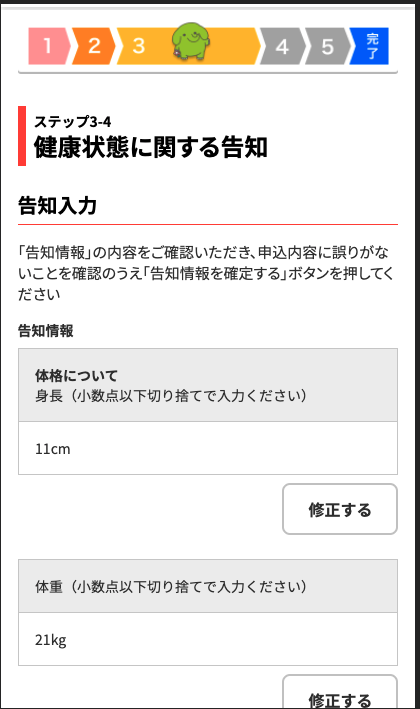 1 2 3 4 5 完了
ステップ3-4
健康状態に関する告知
告知入力
「告知情報」の内容をご確認いただき、申込内容に誤りがな
いことを確認のうえ「告知情報を確定する」ボタンを押してく
ださい
告知情報
体格について
身長（小数点以下切り捨てで入力ください）
11cm
修正する
体重（小数点以下切り捨てで入力ください）
21kg
修正する